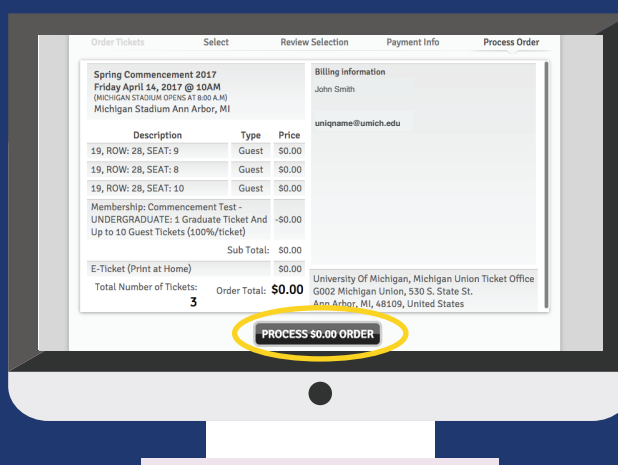 Order Tickets Select Review Selection Payment Info Process Order
Spring Commencement 2017
Friday April 14, 2017 @ 10AM
(MICHIGAN STADIUM OPENS AT 8:00 A.M)
Michigan Stadium Ann Arbor, MI
Description Type Price
19, ROW: 28, SEAT: 9 Guest $0.00
19, ROW: 28, SEAT: 8 Guest $0.00
19, ROW: 28, SEAT: 10 Guest $0.00
Membership: Commencement Test -
UNDERGRADUATE: 1 Graduate Ticket And -$0.00
Up to 10 Guest Tickets (100%/ticket)
Sub Total: $0.00
E-Ticket (Print at Home) $0.00
Total Number of Tickets: Order Total: $0.00
3
Billing information
John Smith
uniqname@umich.edu
University Of Michigan, Michigan Union Ticket Office
G002 Michigan Union, 530 S. State St.
Ann Arbor, MI, 48109, United States
PROCESS $0.00 ORDER